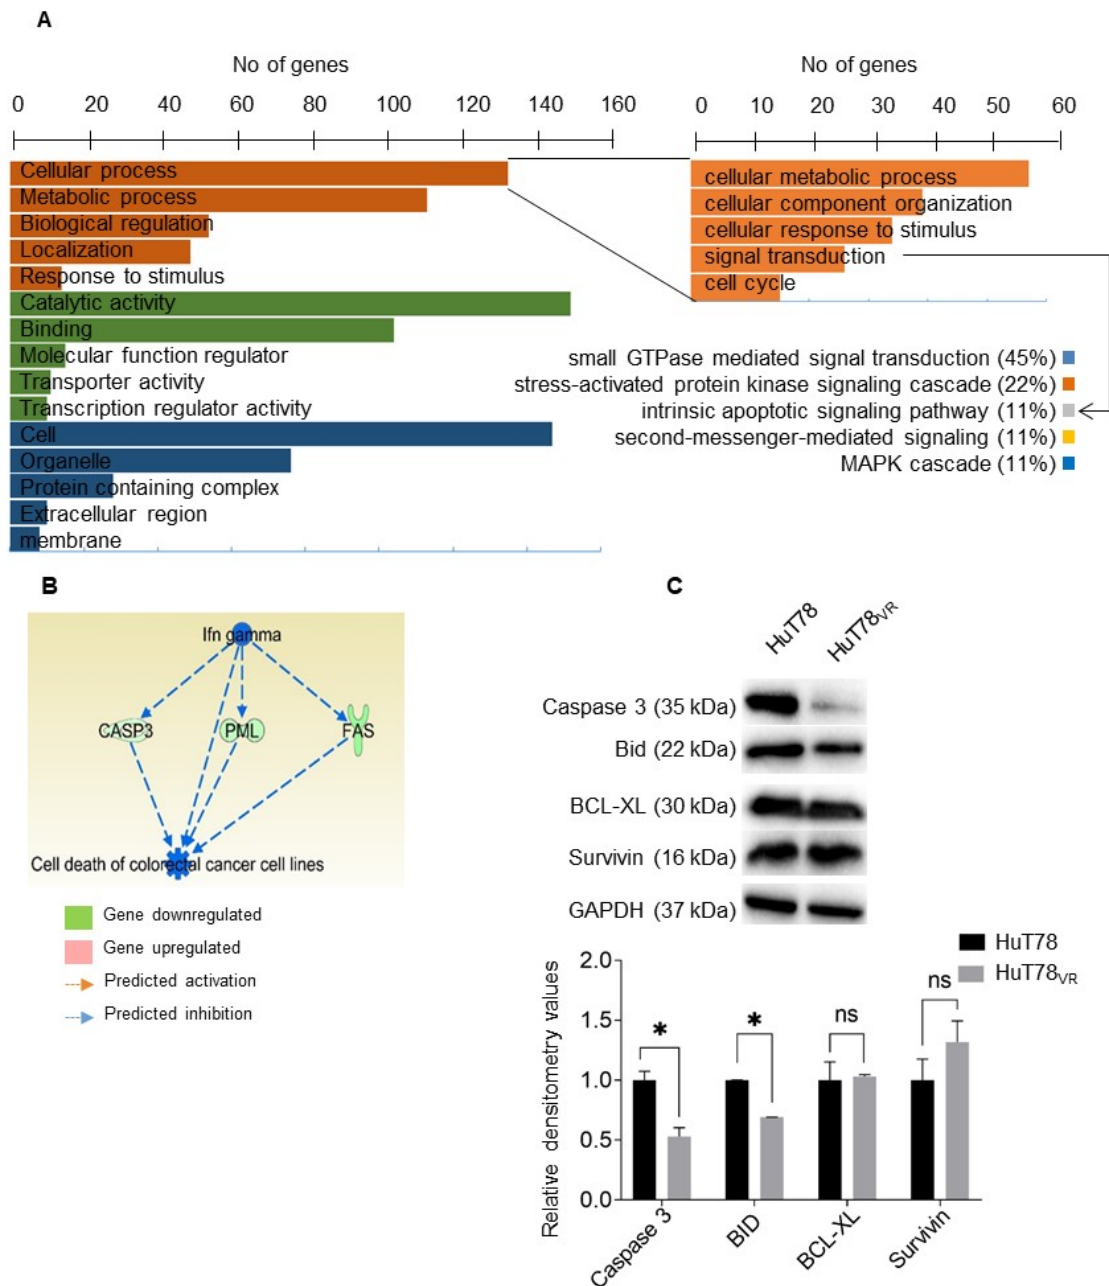 A
No of genes
No of genes
0 20 40 60 80 100 120 140 160
0 10 20 30 40 50 60
Cellular process
Metabolic process
Biological regulation
Localization
Response to stimulus
Catalytic activity
Binding
Molecular function regulator
Transporter activity
Transcription regulator activity
Cell
Organelle
Protein containing complex
Extracellular region
membrane
cellular metabolic process
cellular component organization
cellular response to stimulus
signal transduction
cell cycle
small GTPase mediated signal transduction (45%)
stress-activated protein kinase signaling cascade (22%)
intrinsic apoptotic signaling pathway (11%)
second-messenger-mediated signaling (11%)
MAPK cascade (11%)
B
Ifn gamma
CASP3 PML FAS
Cell death of colorectal cancer cell lines
Gene downregulated
Gene upregulated
Predicted activation
Predicted inhibition
C
HuT78 HuT78VR
Caspase 3 (35 kDa)
Bid (22 kDa)
BCL-XL (30 kDa)
Survivin (16 kDa)
GAPDH (37 kDa)
HuT78
HuT78VR
Relative densitometry values
2.0
1.5
1.0
0.5
0.0
* * ns ns
Caspase 3 BID BCL-XL Survivin